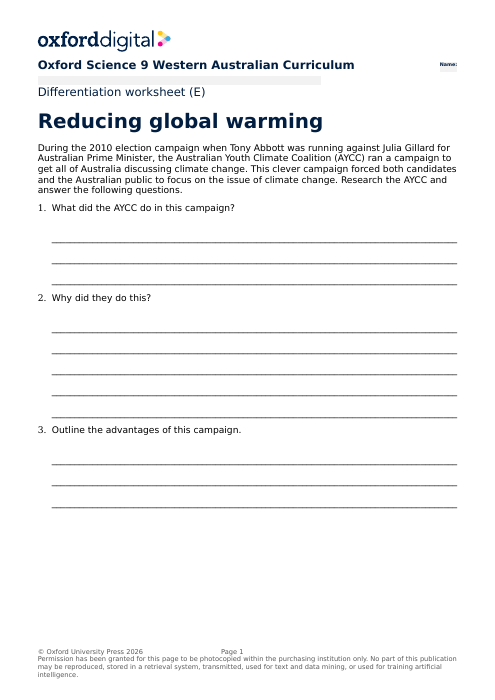 oxforddigital
Oxford Science 9 Western Australian Curriculum
Name:
Differentiation worksheet (E)
Reducing global warming
During the 2010 election campaign when Tony Abbott was running against Julia Gillard for
Australian Prime Minister, the Australian Youth Climate Coalition (AYCC) ran a campaign to
get all of Australia discussing climate change. This clever campaign forced both candidates
and the Australian public to focus on the issue of climate change. Research the AYCC and
answer the following questions.
1. What did the AYCC do in this campaign?
2. Why did they do this?
3. Outline the advantages of this campaign.
© Oxford University Press 2026 Page 1
Permission has been granted for this page to be photocopied within the purchasing institution only. No part of this publication
may be reproduced, stored in a retrieval system, transmitted, used for text and data mining, or used for training artificial
intelligence.